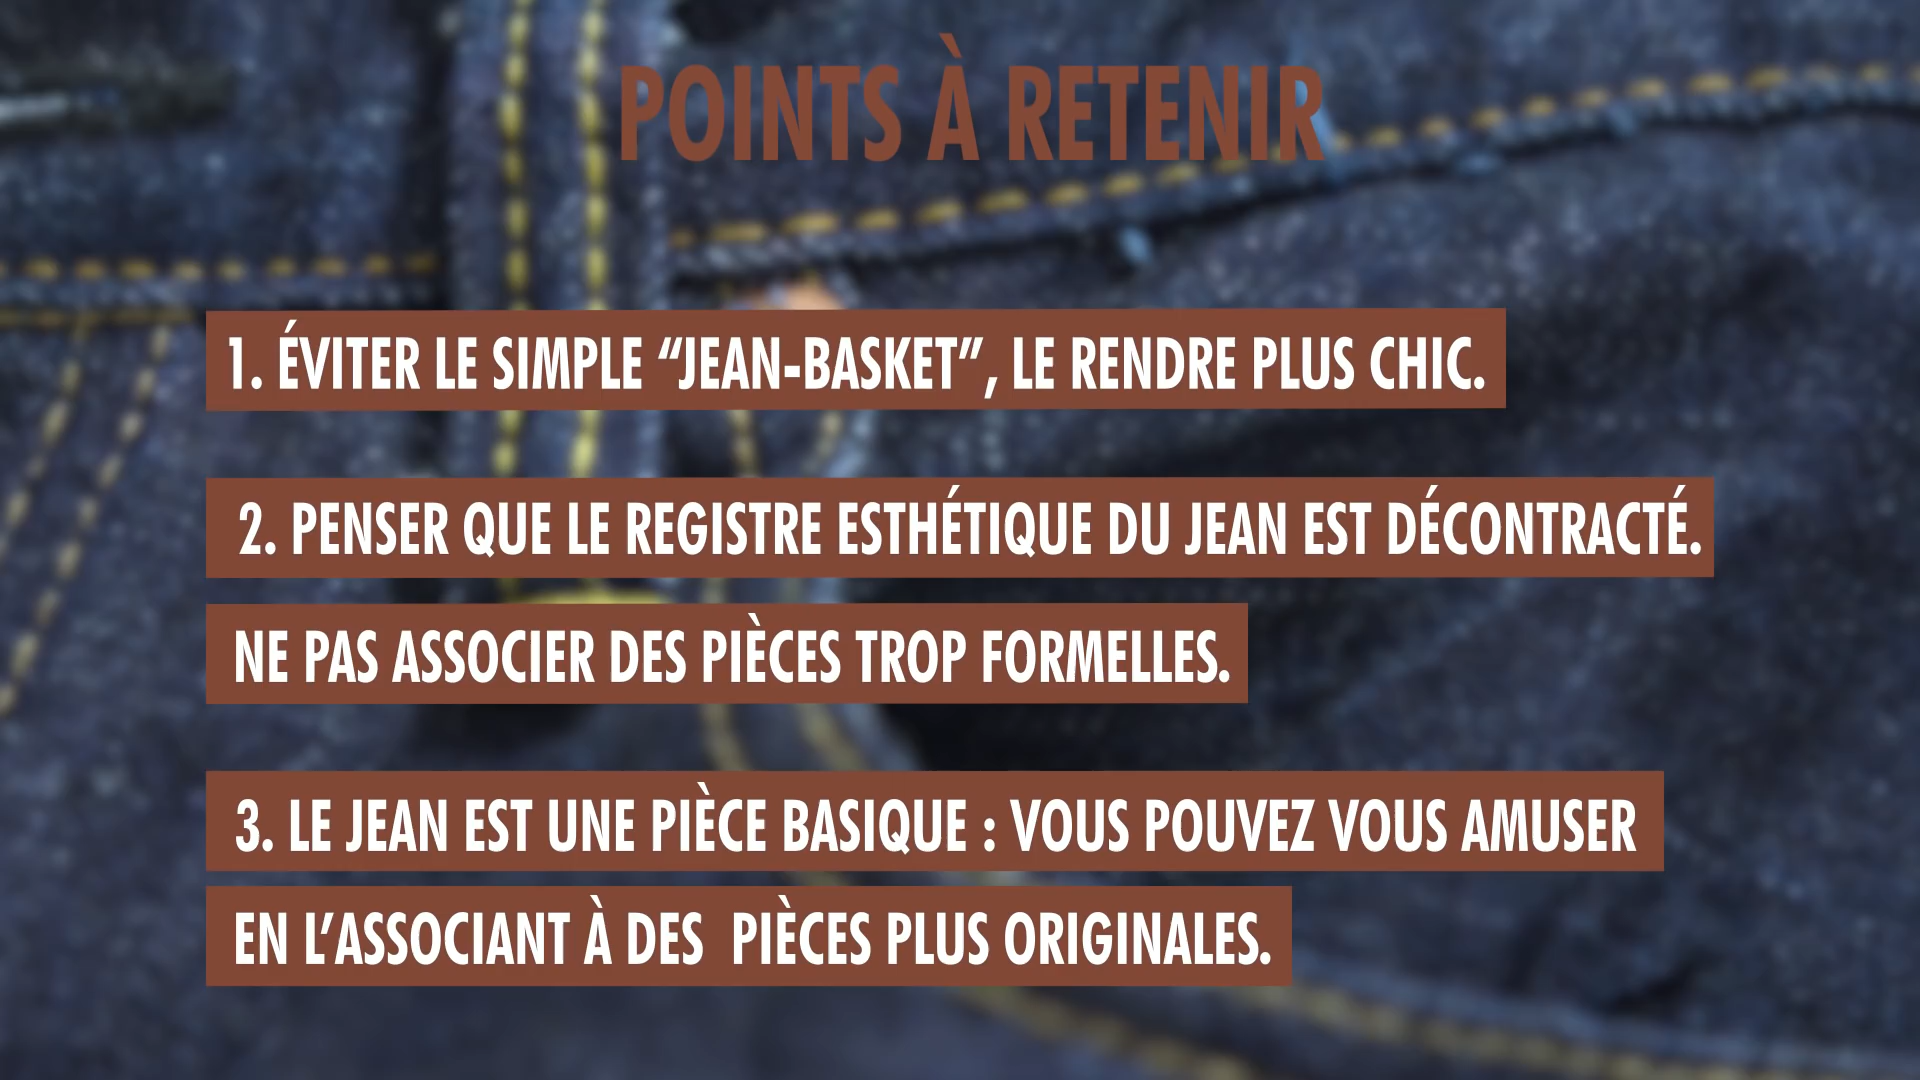 POINTS À RETENIR
1. ÉVITER LE SIMPLE “JEAN-BASKET”, LE RENDRE PLUS CHIC.
2. PENSER QUE LE REGISTRE ESTHÉTIQUE DU JEAN EST DÉCONTRACTÉ.
NE PAS ASSOCIER DES PIÈCES TROP FORMELLES.
3. LE JEAN EST UNE PIÈCE BASIQUE : VOUS POUVEZ VOUS AMUSER
EN L’ASSOCIANT À DES  PIÈCES PLUS ORIGINALES.